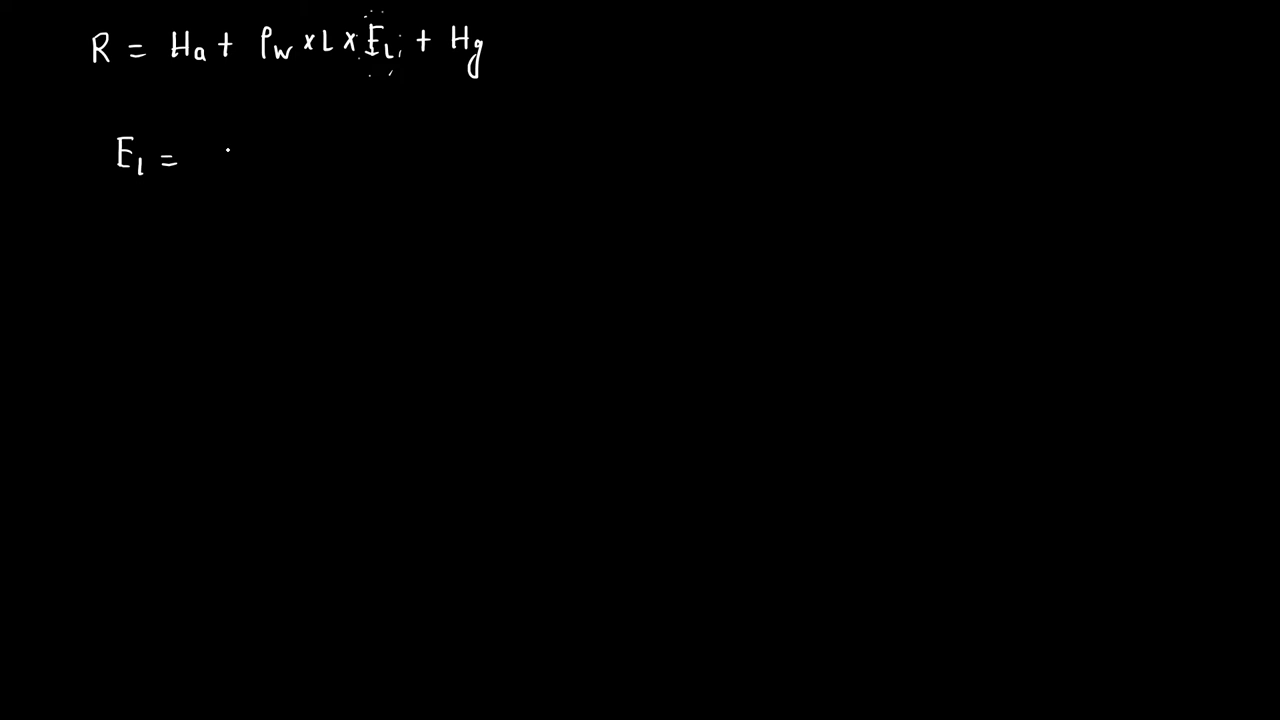 R = Ha + ρw × L × EL + Hg
EL =